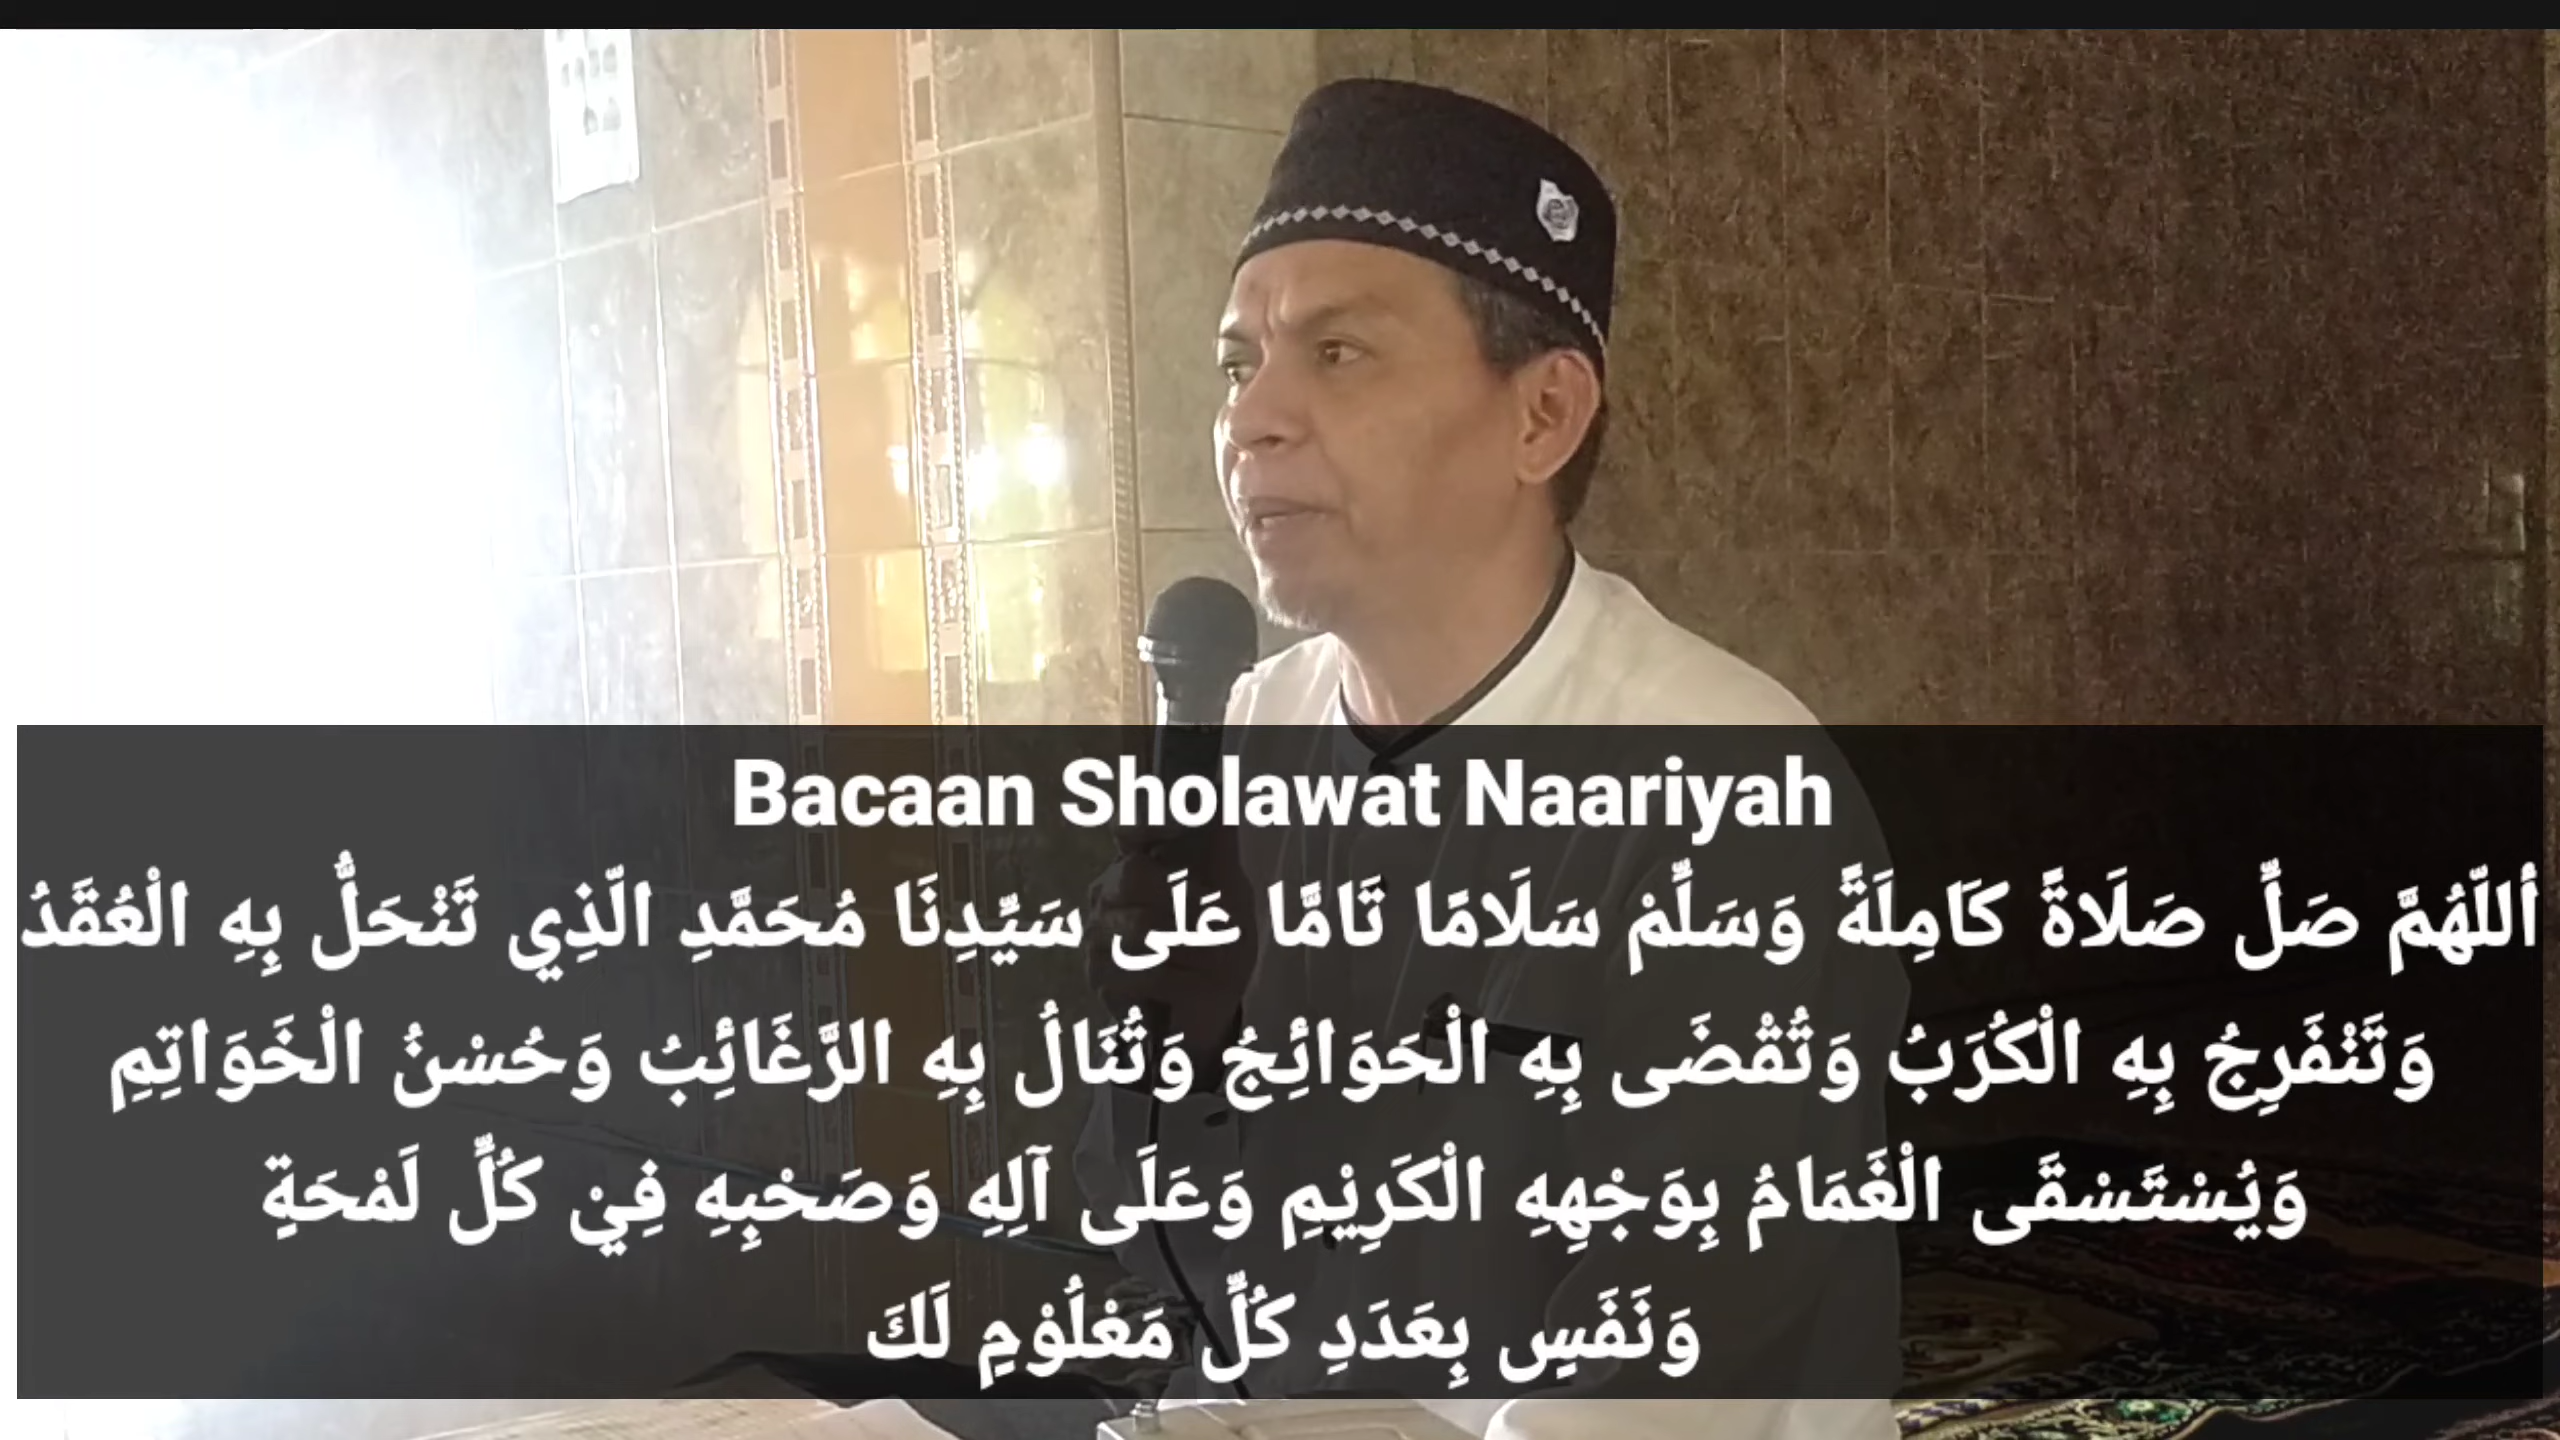 Bacaan Sholawat Naariyah
أللّهُمَّ صَلِّ صَلَاةً كَامِلَةً وَسَلِّمْ سَلَامًا تَامًّا عَلَى سَيِّدِنَا مُحَمَّدِ الّذِي تَنْحَلُّ بِهِ الْعُقَدُ
وَتَنْفَرِجُ بِهِ الْكُرَبُ وَتُقْضَى بِهِ الْحَوَائِجُ وَتُنَالُ بِهِ الرَّغَائِبُ وَحُسْنُ الْخَوَاتِمِ
وَيُسْتَسْقَى الْغَمَامُ بِوَجْهِهِ الْكَرِيْمِ وَعَلَى آلِهِ وَصَحْبِهِ فِيْ كُلِّ لَمْحَةٍ
وَنَفَسٍ بِعَدَدِ كُلِّ مَعْلُوْمٍ لَكَ